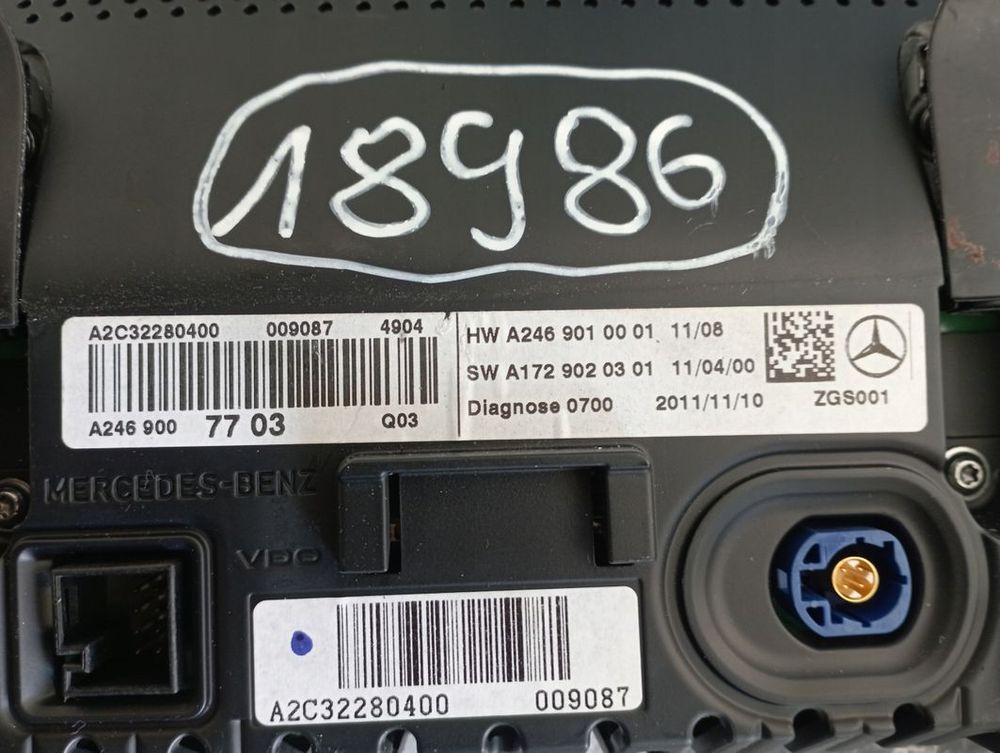 18986
A2C32280400 009087 4904
A246 900 77 03 Q03
HW A246 901 00 01 11/08
SW A172 902 03 01 11/04/00
Diagnose 0700 2011/11/10 ZGS001
MERCEDES-BENZ
VDO
A2C32280400 009087